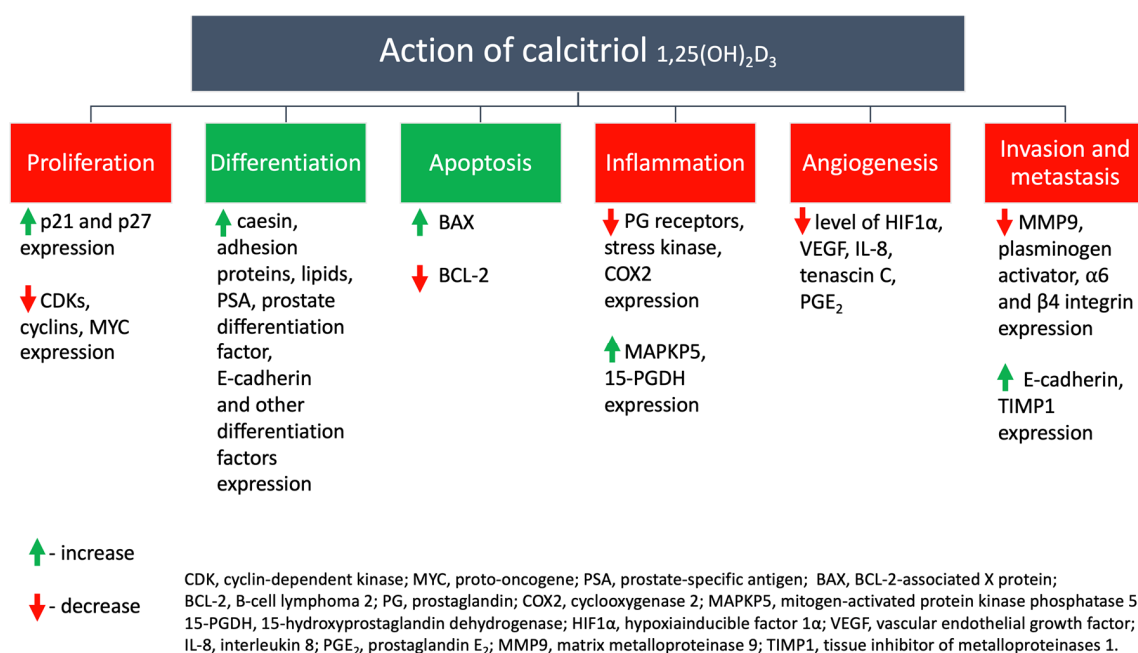 Action of calcitriol 1,25(OH)₂D₃
Proliferation
p21 and p27
expression
CDKs,
cyclins, MYC
expression
Differentiation
caesin,
adhesion
proteins, lipids,
PSA, prostate
differentiation
factor,
E-cadherin
and other
differentiation
factors
expression
Apoptosis
BAX
BCL-2
Inflammation
PG receptors,
stress kinase,
COX2
expression
MAPKP5,
15-PGDH
expression
Angiogenesis
level of HIF1α,
VEGF, IL-8,
tenascin C,
PGE₂
Invasion and
metastasis
MMP9,
plasminogen
activator, α6
and β4 integrin
expression
E-cadherin,
TIMP1
expression
- increase
- decrease
CDK, cyclin-dependent kinase; MYC, proto-oncogene; PSA, prostate-specific antigen; BAX, BCL-2-associated X protein;
BCL-2, B-cell lymphoma 2; PG, prostaglandin; COX2, cyclooxygenase 2; MAPKP5, mitogen-activated protein kinase phosphatase 5
15-PGDH, 15-hydroxyprostaglandin dehydrogenase; HIF1α, hypoxiainducible factor 1α; VEGF, vascular endothelial growth factor;
IL-8, interleukin 8; PGE₂, prostaglandin E₂; MMP9, matrix metalloproteinase 9; TIMP1, tissue inhibitor of metalloproteinases 1.